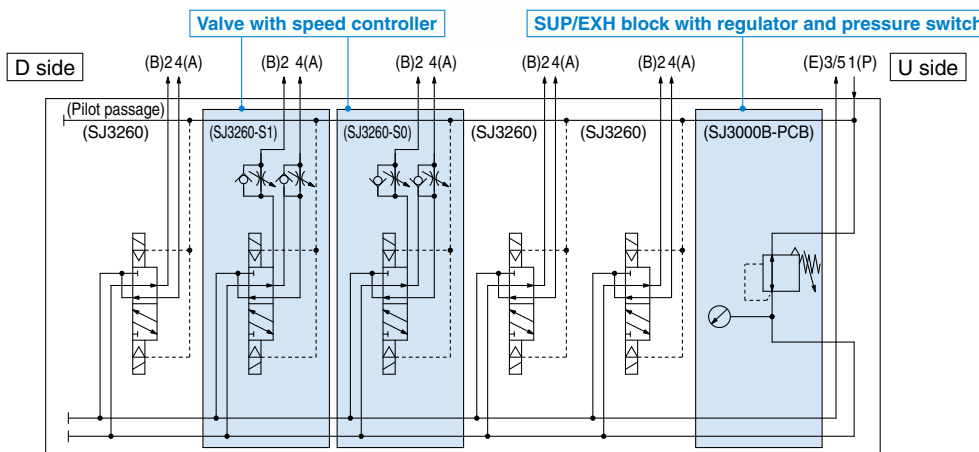 Valve with speed controller
SUP/EXH block with regulator and pressure switch
D side
(B)2 4(A)
(B)2 4(A)
(B)2 4(A)
(B)2 4(A)
(B)2 4(A)
(E)3/5 1(P)
U side
(Pilot passage)
(SJ3260)
(SJ3260-S1)
(SJ3260-S0)
(SJ3260)
(SJ3260)
(SJ3000B-PCB)